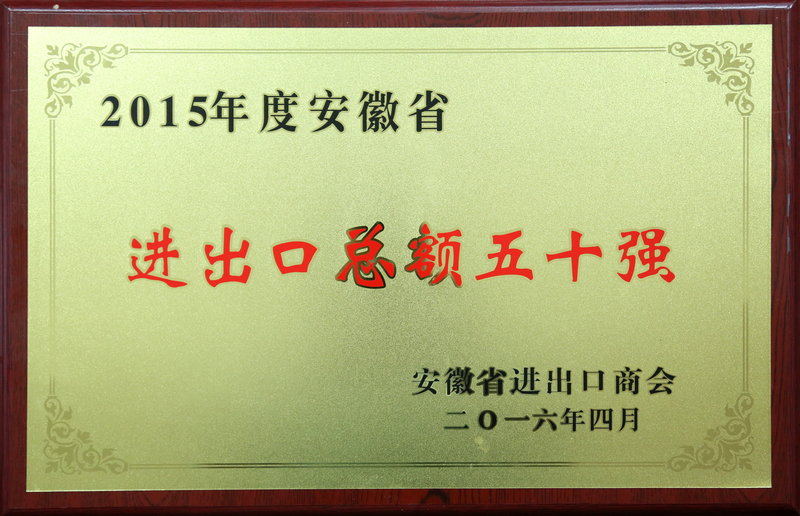 2015年度安徽省
进出口总额五十强
安徽省进出口商会
二O一六年四月